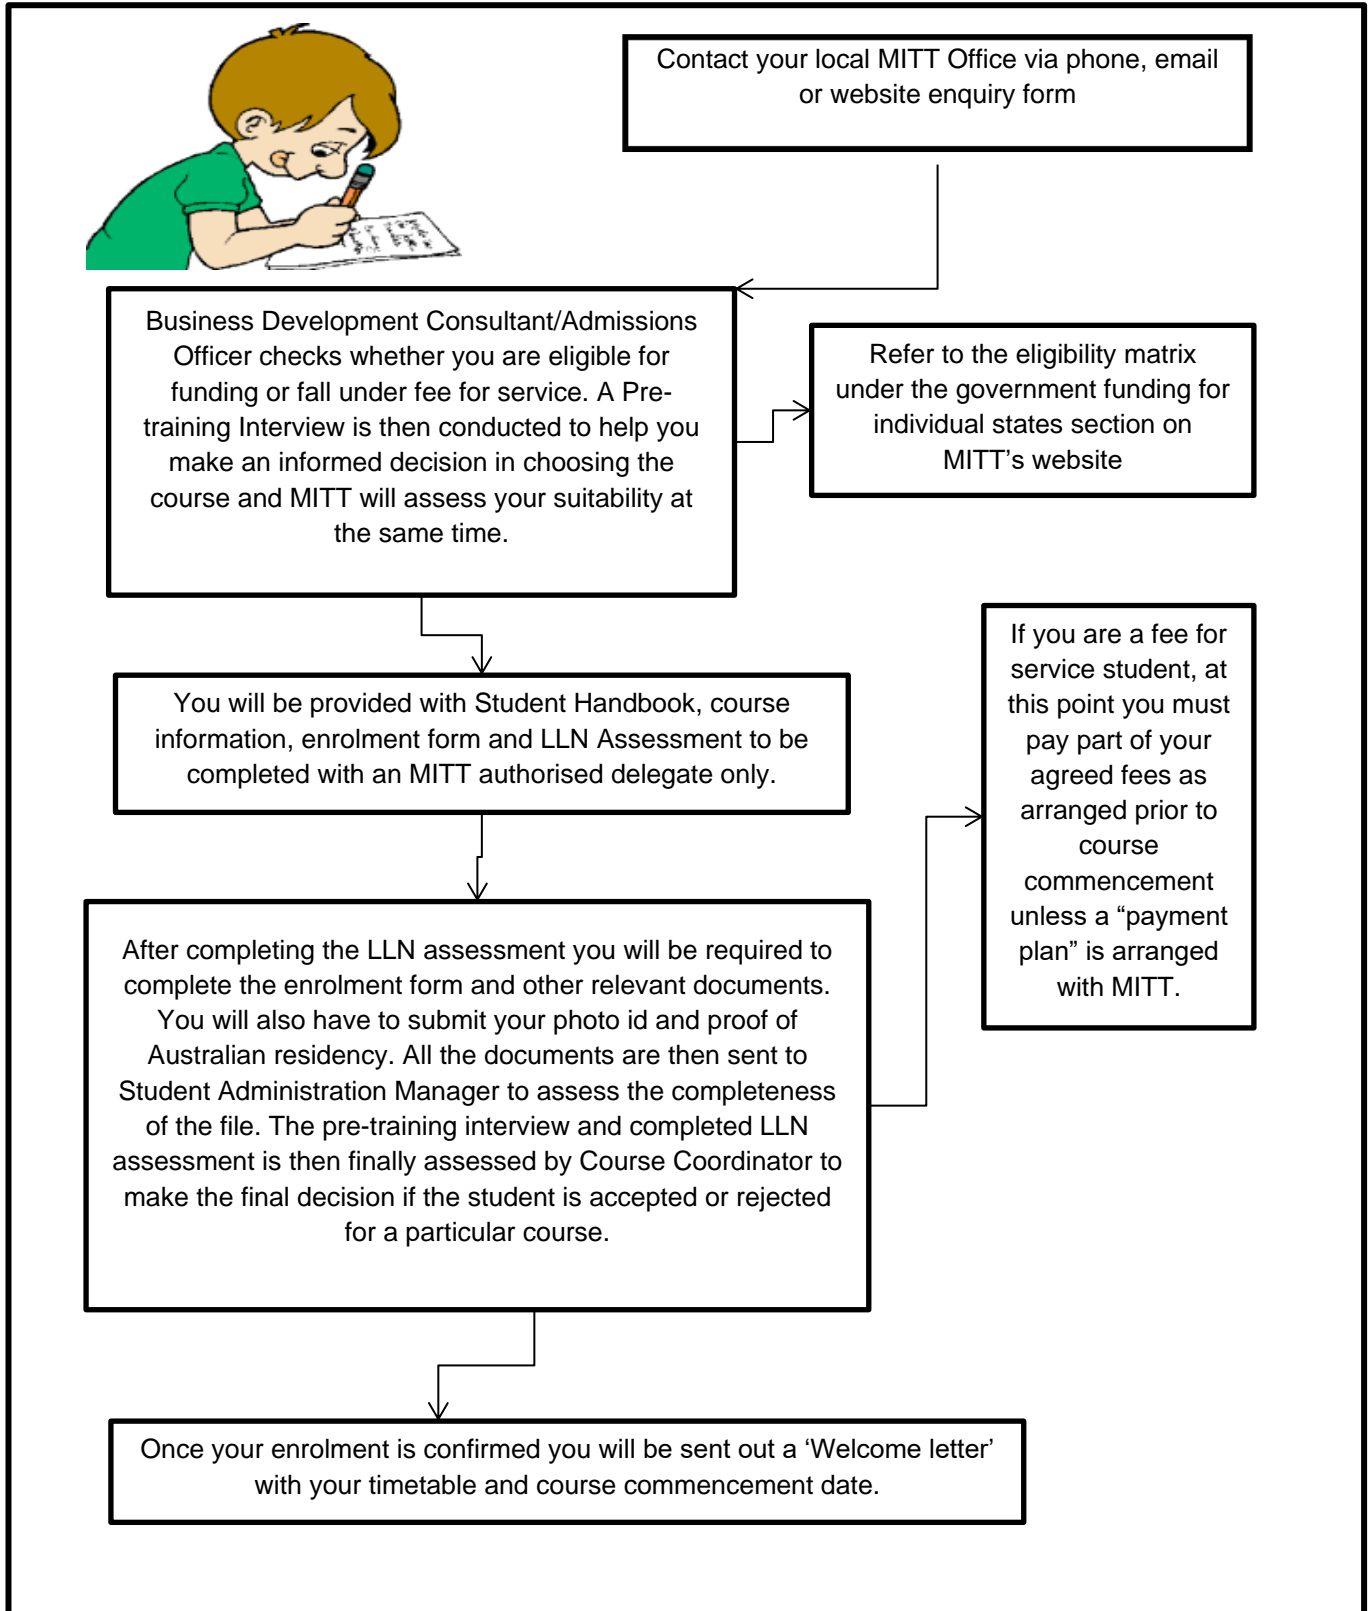 Contact your local MITT Office via phone, email
or website enquiry form
Business Development Consultant/Admissions
Officer checks whether you are eligible for
funding or fall under fee for service. A Pre-
training Interview is then conducted to help you
make an informed decision in choosing the
course and MITT will assess your suitability at
the same time.
Refer to the eligibility matrix
under the government funding for
individual states section on
MITT’s website
You will be provided with Student Handbook, course
information, enrolment form and LLN Assessment to be
completed with an MITT authorised delegate only.
If you are a fee for
service student, at
this point you must
pay part of your
agreed fees as
arranged prior to
course
commencement
unless a “payment
plan” is arranged
with MITT.
After completing the LLN assessment you will be required to
complete the enrolment form and other relevant documents.
You will also have to submit your photo id and proof of
Australian residency. All the documents are then sent to
Student Administration Manager to assess the completeness
of the file. The pre-training interview and completed LLN
assessment is then finally assessed by Course Coordinator to
make the final decision if the student is accepted or rejected
for a particular course.
Once your enrolment is confirmed you will be sent out a ‘Welcome letter’
with your timetable and course commencement date.